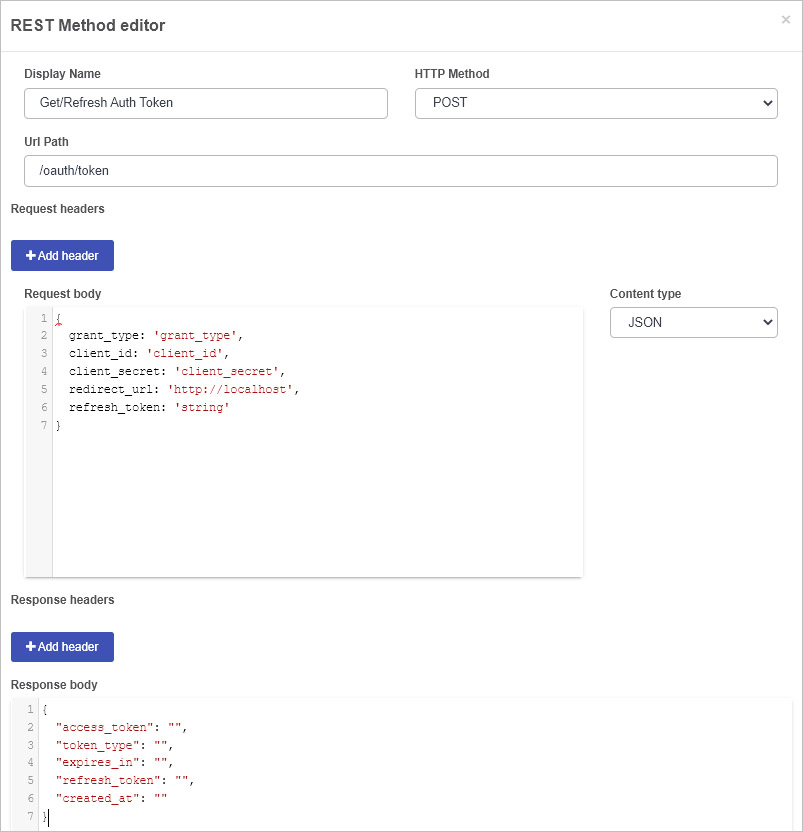 REST Method editor
×
Display Name
HTTP Method
Get/Refresh Auth Token
POST
Url Path
/oauth/token
Request headers
+ Add header
Request body
Content type
JSON
1 {
2   grant_type: 'grant_type',
3   client_id: 'client_id',
4   client_secret: 'client_secret',
5   redirect_url: 'http://localhost',
6   refresh_token: 'string'
7 }
Response headers
+ Add header
Response body
1 {
2   "access_token": "",
3   "token_type": "",
4   "expires_in": "",
5   "refresh_token": "",
6   "created_at": ""
7 }